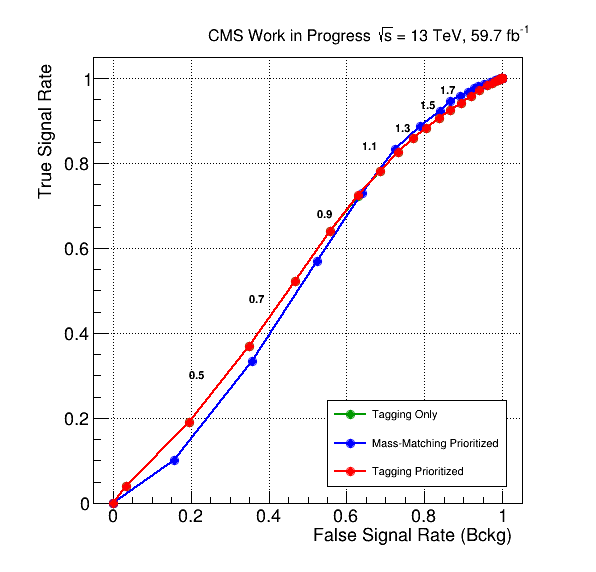 CMS Work in Progress √s = 13 TeV, 59.7 fb⁻¹
True Signal Rate
1
0.8
0.6
0.4
0.2
0
1.7
1.5
1.3
1.1
0.9
0.7
0.5
Tagging Only
Mass-Matching Prioritized
Tagging Prioritized
0 0.2 0.4 0.6 0.8 1
False Signal Rate (Bckg)